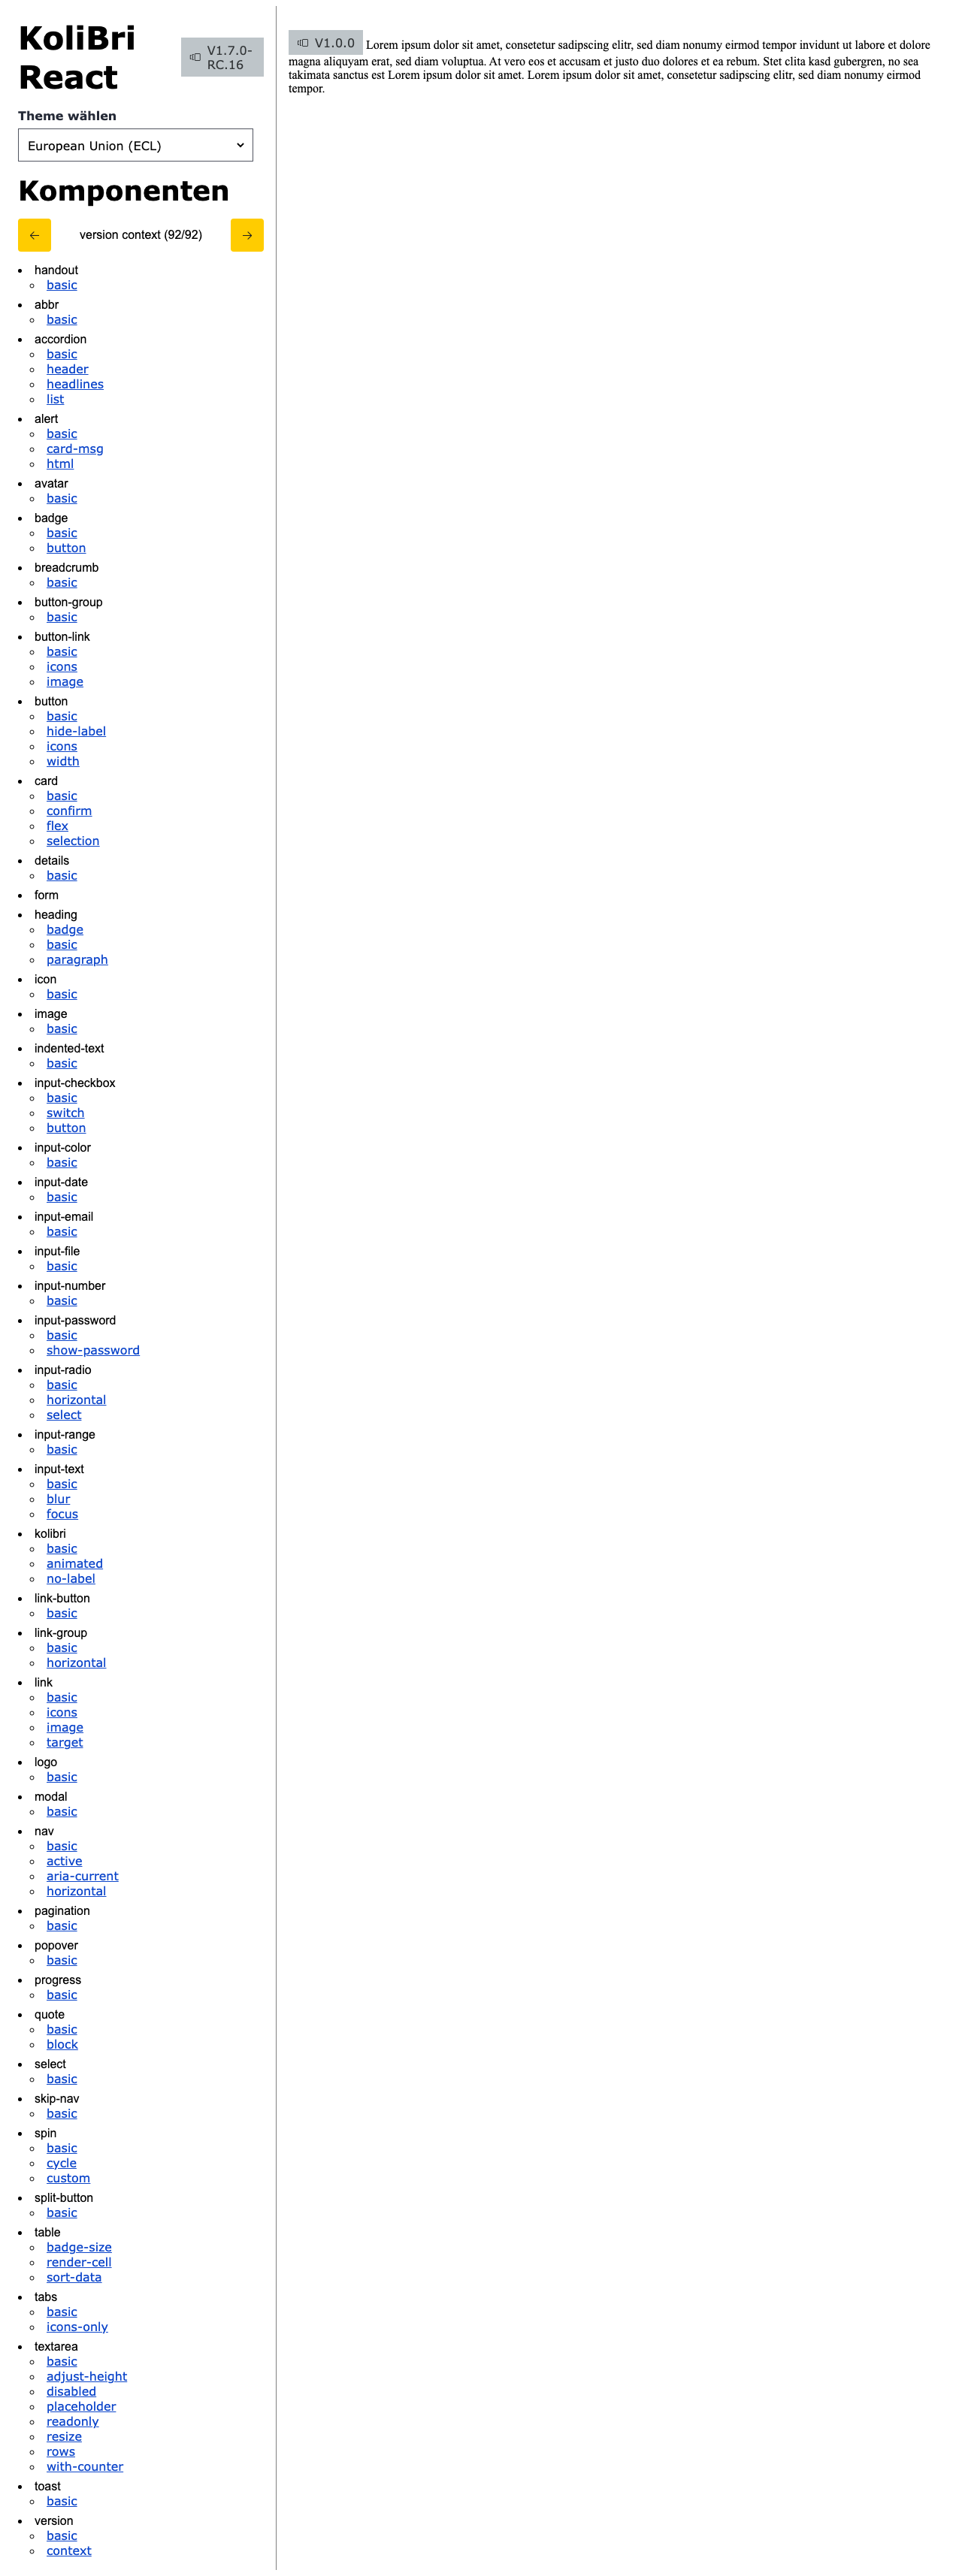 KoliBri
React
V1.7.0-
RC.16
Theme wählen
European Union (ECL)
Komponenten
version context (92/92)
handout
basic
abbr
basic
accordion
basic
header
headlines
list
alert
basic
card-msg
html
avatar
basic
badge
basic
button
breadcrumb
basic
button-group
basic
button-link
basic
icons
image
button
basic
hide-label
icons
width
card
basic
confirm
flex
selection
details
basic
form
heading
badge
basic
paragraph
icon
basic
image
basic
indented-text
basic
input-checkbox
basic
switch
button
input-color
basic
input-date
basic
input-email
basic
input-file
basic
input-number
basic
input-password
basic
show-password
input-radio
basic
horizontal
select
input-range
basic
input-text
basic
blur
focus
kolibri
basic
animated
no-label
link-button
basic
link-group
basic
horizontal
link
basic
icons
image
target
logo
basic
modal
basic
nav
basic
active
aria-current
horizontal
pagination
basic
popover
basic
progress
basic
quote
basic
block
select
basic
skip-nav
basic
spin
basic
cycle
custom
split-button
basic
table
badge-size
render-cell
sort-data
tabs
basic
icons-only
textarea
basic
adjust-height
disabled
placeholder
readonly
resize
rows
with-counter
toast
basic
version
basic
context
V1.0.0 Lorem ipsum dolor sit amet, consetetur sadipscing elitr, sed diam nonumy eirmod tempor invidunt ut labore et dolore
magna aliquyam erat, sed diam voluptua. At vero eos et accusam et justo duo dolores et ea rebum. Stet clita kasd gubergren, no sea
takimata sanctus est Lorem ipsum dolor sit amet. Lorem ipsum dolor sit amet, consetetur sadipscing elitr, sed diam nonumy eirmod
tempor.